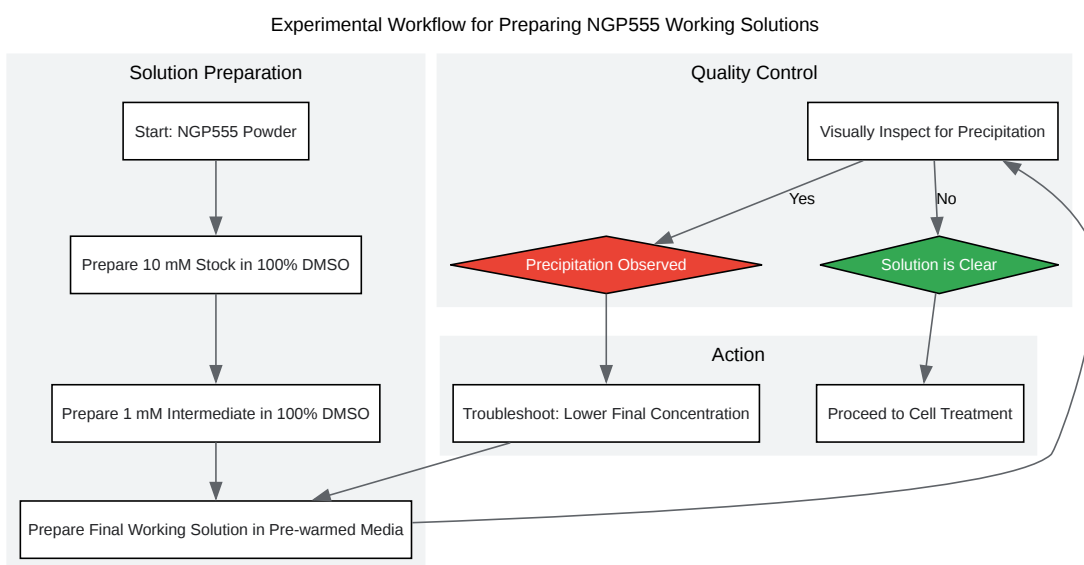 Experimental Workflow for Preparing NGP555 Working Solutions
Solution Preparation
Start: NGP555 Powder
Prepare 10 mM Stock in 100% DMSO
Prepare 1 mM Intermediate in 100% DMSO
Prepare Final Working Solution in Pre-warmed Media
Quality Control
Visually Inspect for Precipitation
Yes
No
Precipitation Observed
Solution is Clear
Action
Troubleshoot: Lower Final Concentration
Proceed to Cell Treatment